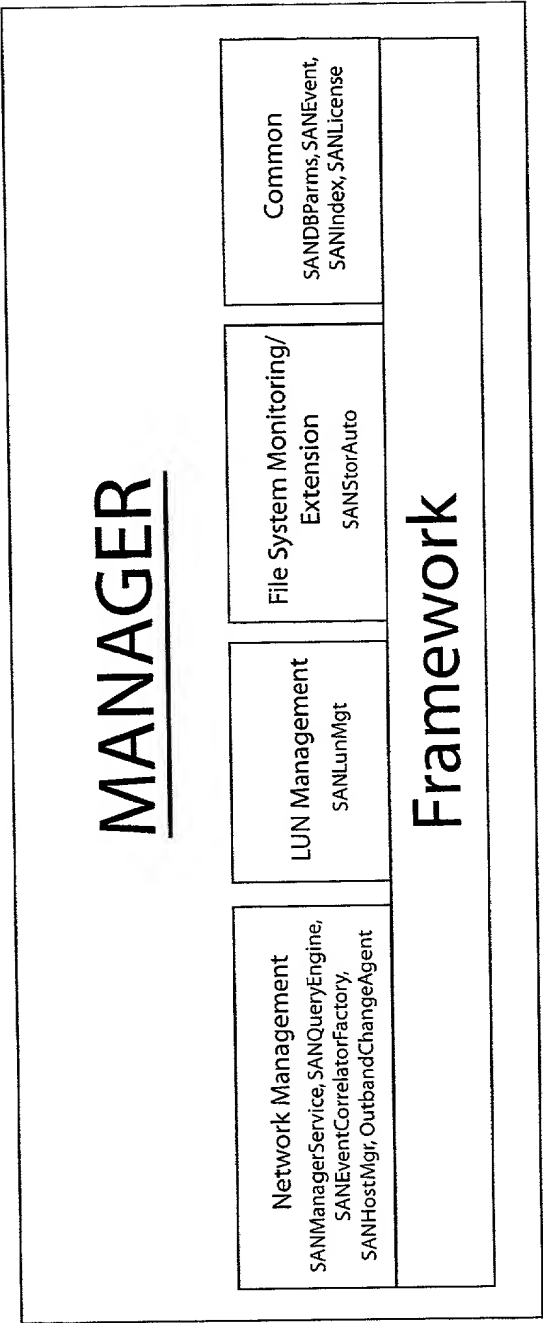 MANAGER
Network Management
SANManagerService, SANQueryEngine,
SANEventCorrelatorFactory,
SANHostMgr, OutbandChangeAgent
LUN Management
SANLunMgt
File System Monitoring/
Extension
SANStorAuto
Common
SANDBParms, SANEvent,
SANIndex, SANLicense
Framework